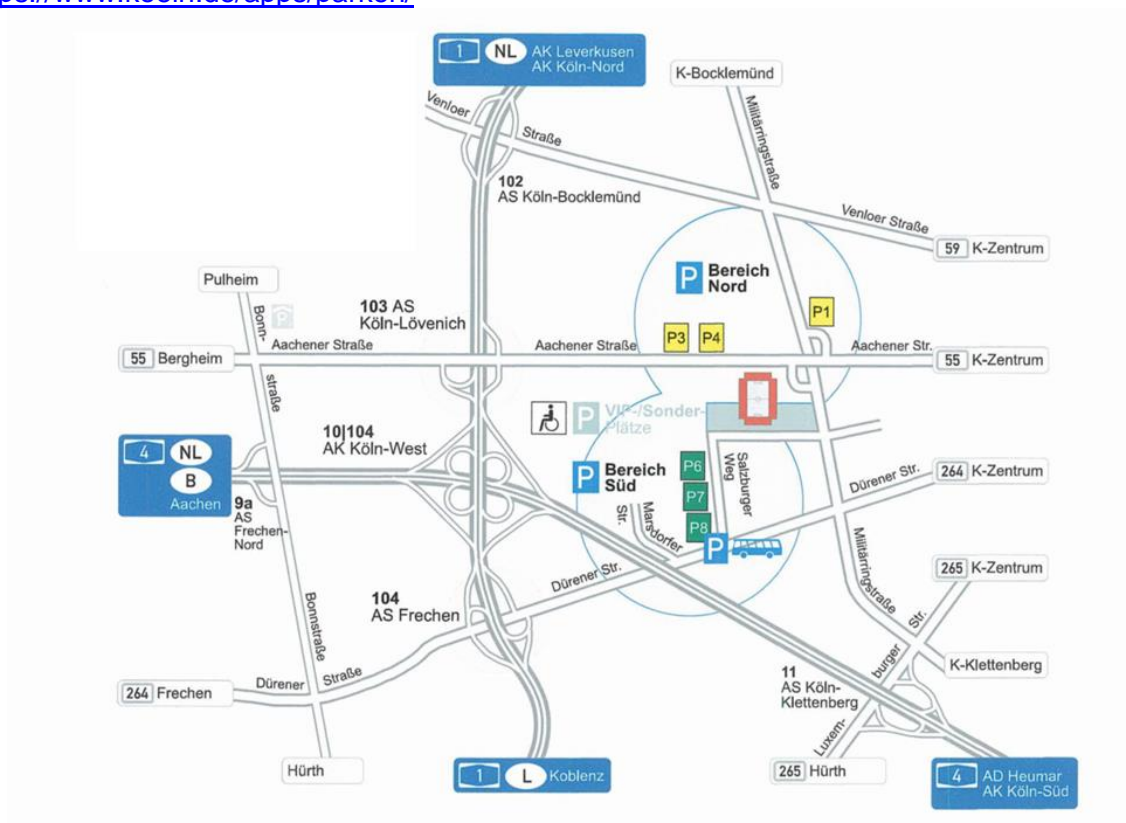 1 NL AK Leverkusen
AK Köln-Nord
K-Bocklemünd
Venloer
Straße
Militärringstraße
102
AS Köln-Bocklemünd
Venloer Straße
59 K-Zentrum
Pulheim
P Bereich
Nord
Bonn-
straße
P
103 AS
Köln-Lövenich
P1
Aachener Straße
Aachener Straße
P3
P4
Aachener Str.
55 Bergheim
55 K-Zentrum
P VIP-/Sonder-
Plätze
10|104
AK Köln-West
4 NL
B
Aachen
P Bereich
Süd
P6
P7
P8
Salzburger
Weg
Dürener Str.
264 K-Zentrum
9a
AS
Frechen-
Nord
Marsdorfer
Str.
P
Militärringstraße
265 K-Zentrum
Dürener Str.
104
AS Frechen
Bonnstraße
Luxem-
burger
Str.
K-Klettenberg
11
AS Köln-
Klettenberg
264 Frechen
Dürener
Straße
Hürth
1 L Koblenz
265 Hürth
4 AD Heumar
AK Köln-Süd